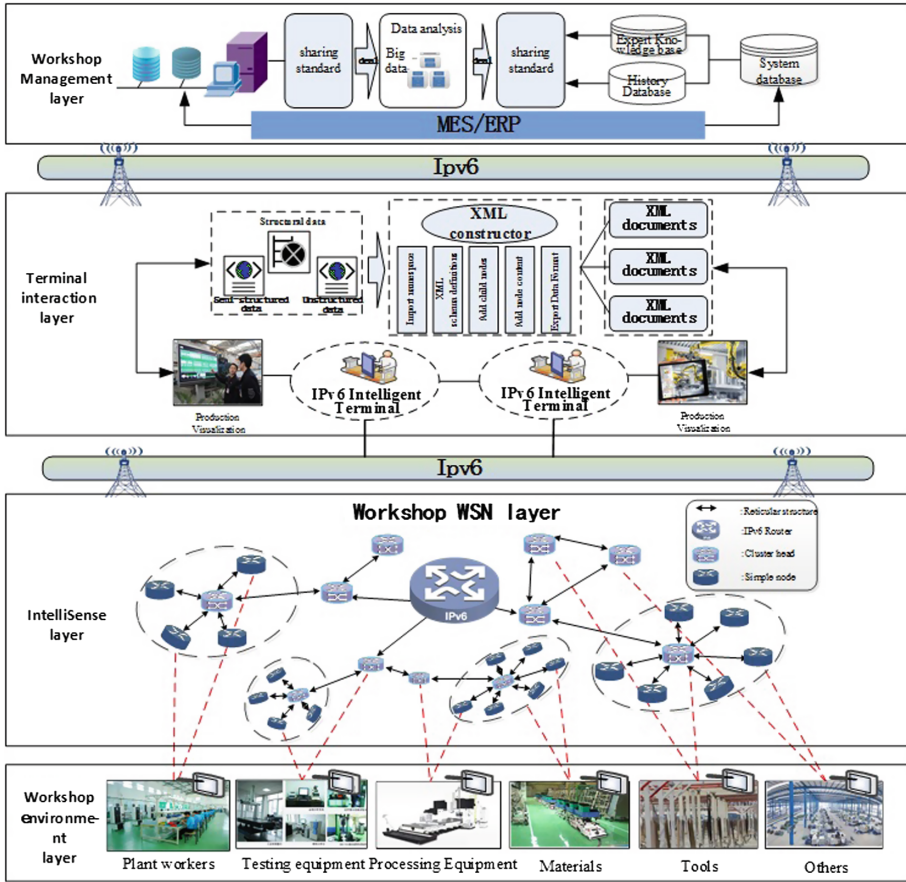 Workshop
Management
layer
sharing
standard
deal
Data analysis
Big
data
deal
sharing
standard
Expert Kno-
wledge base
History
Database
System
database
MES/ERP
Ipv6
Terminal
interaction
layer
Structural data
Semi-structured
data
Unstructured
data
XML
constructor
Import namespace
XML
schema definitions
Add child nodes
Add node content
Export Data Format
XML
documents
XML
documents
XML
documents
Production
Visualization
IPv6 Intelligent
Terminal
IPv6 Intelligent
Terminal
Production
Visualization
Ipv6
IntelliSense
layer
Workshop WSN layer
:Reticular structure
:IPv6 Router
:Cluster head
:Simple node
IPv6
Workshop
environme-
nt
layer
Plant workers
Testing equipment
Processing Equipment
Materials
Tools
Others